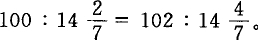 100 : 14 2/7 = 102 : 14 4/7。